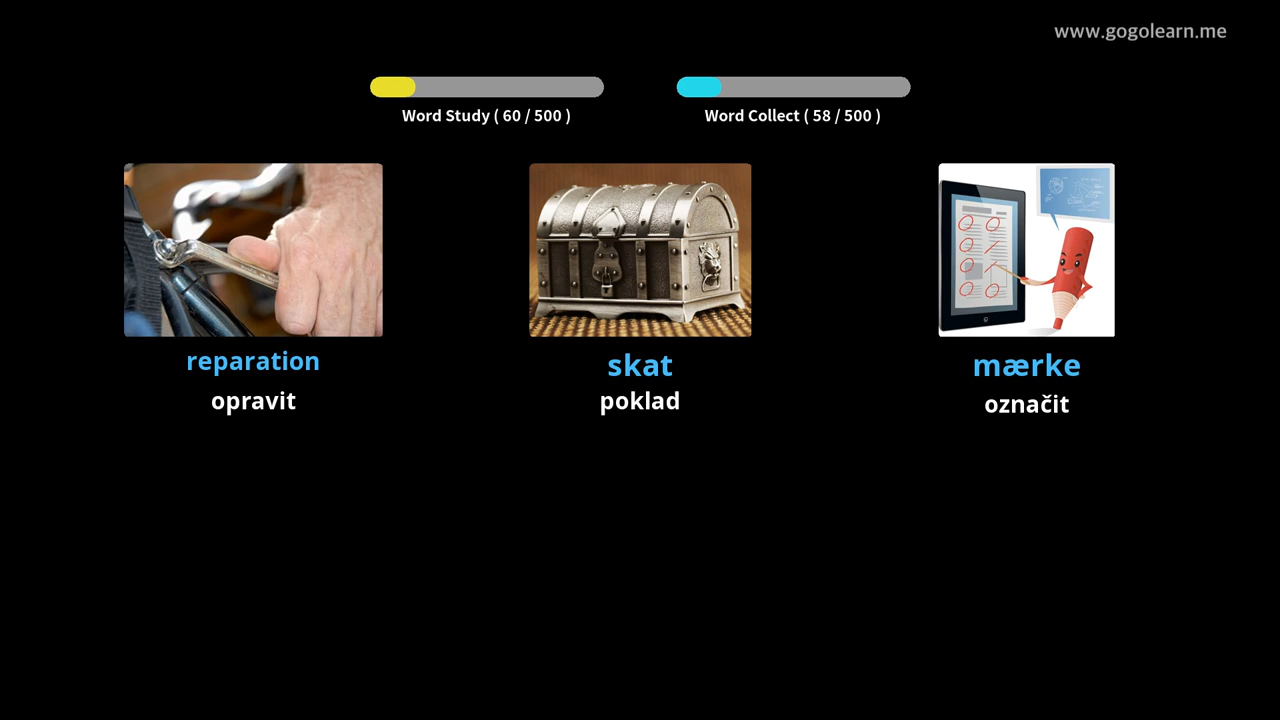 www.gogolearn.me
Word Study ( 60 / 500 )
Word Collect ( 58 / 500 )
reparation
opravit
skat
poklad
mærke
označit